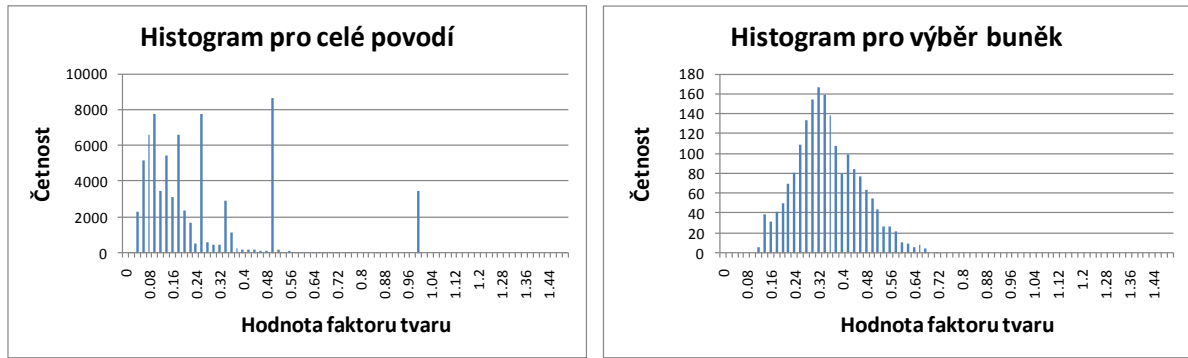 Histogram pro celé povodí
10000
8000
6000
4000
2000
0
Četnost
0 0.08 0.16 0.24 0.32 0.4 0.48 0.56 0.64 0.72 0.8 0.88 0.96 1.04 1.12 1.2 1.28 1.36 1.44
Hodnota faktoru tvaru
Histogram pro výběr buněk
180
160
140
120
100
80
60
40
20
0
Četnost
0 0.08 0.16 0.24 0.32 0.4 0.48 0.56 0.64 0.72 0.8 0.88 0.96 1.04 1.12 1.2 1.28 1.36 1.44
Hodnota faktoru tvaru